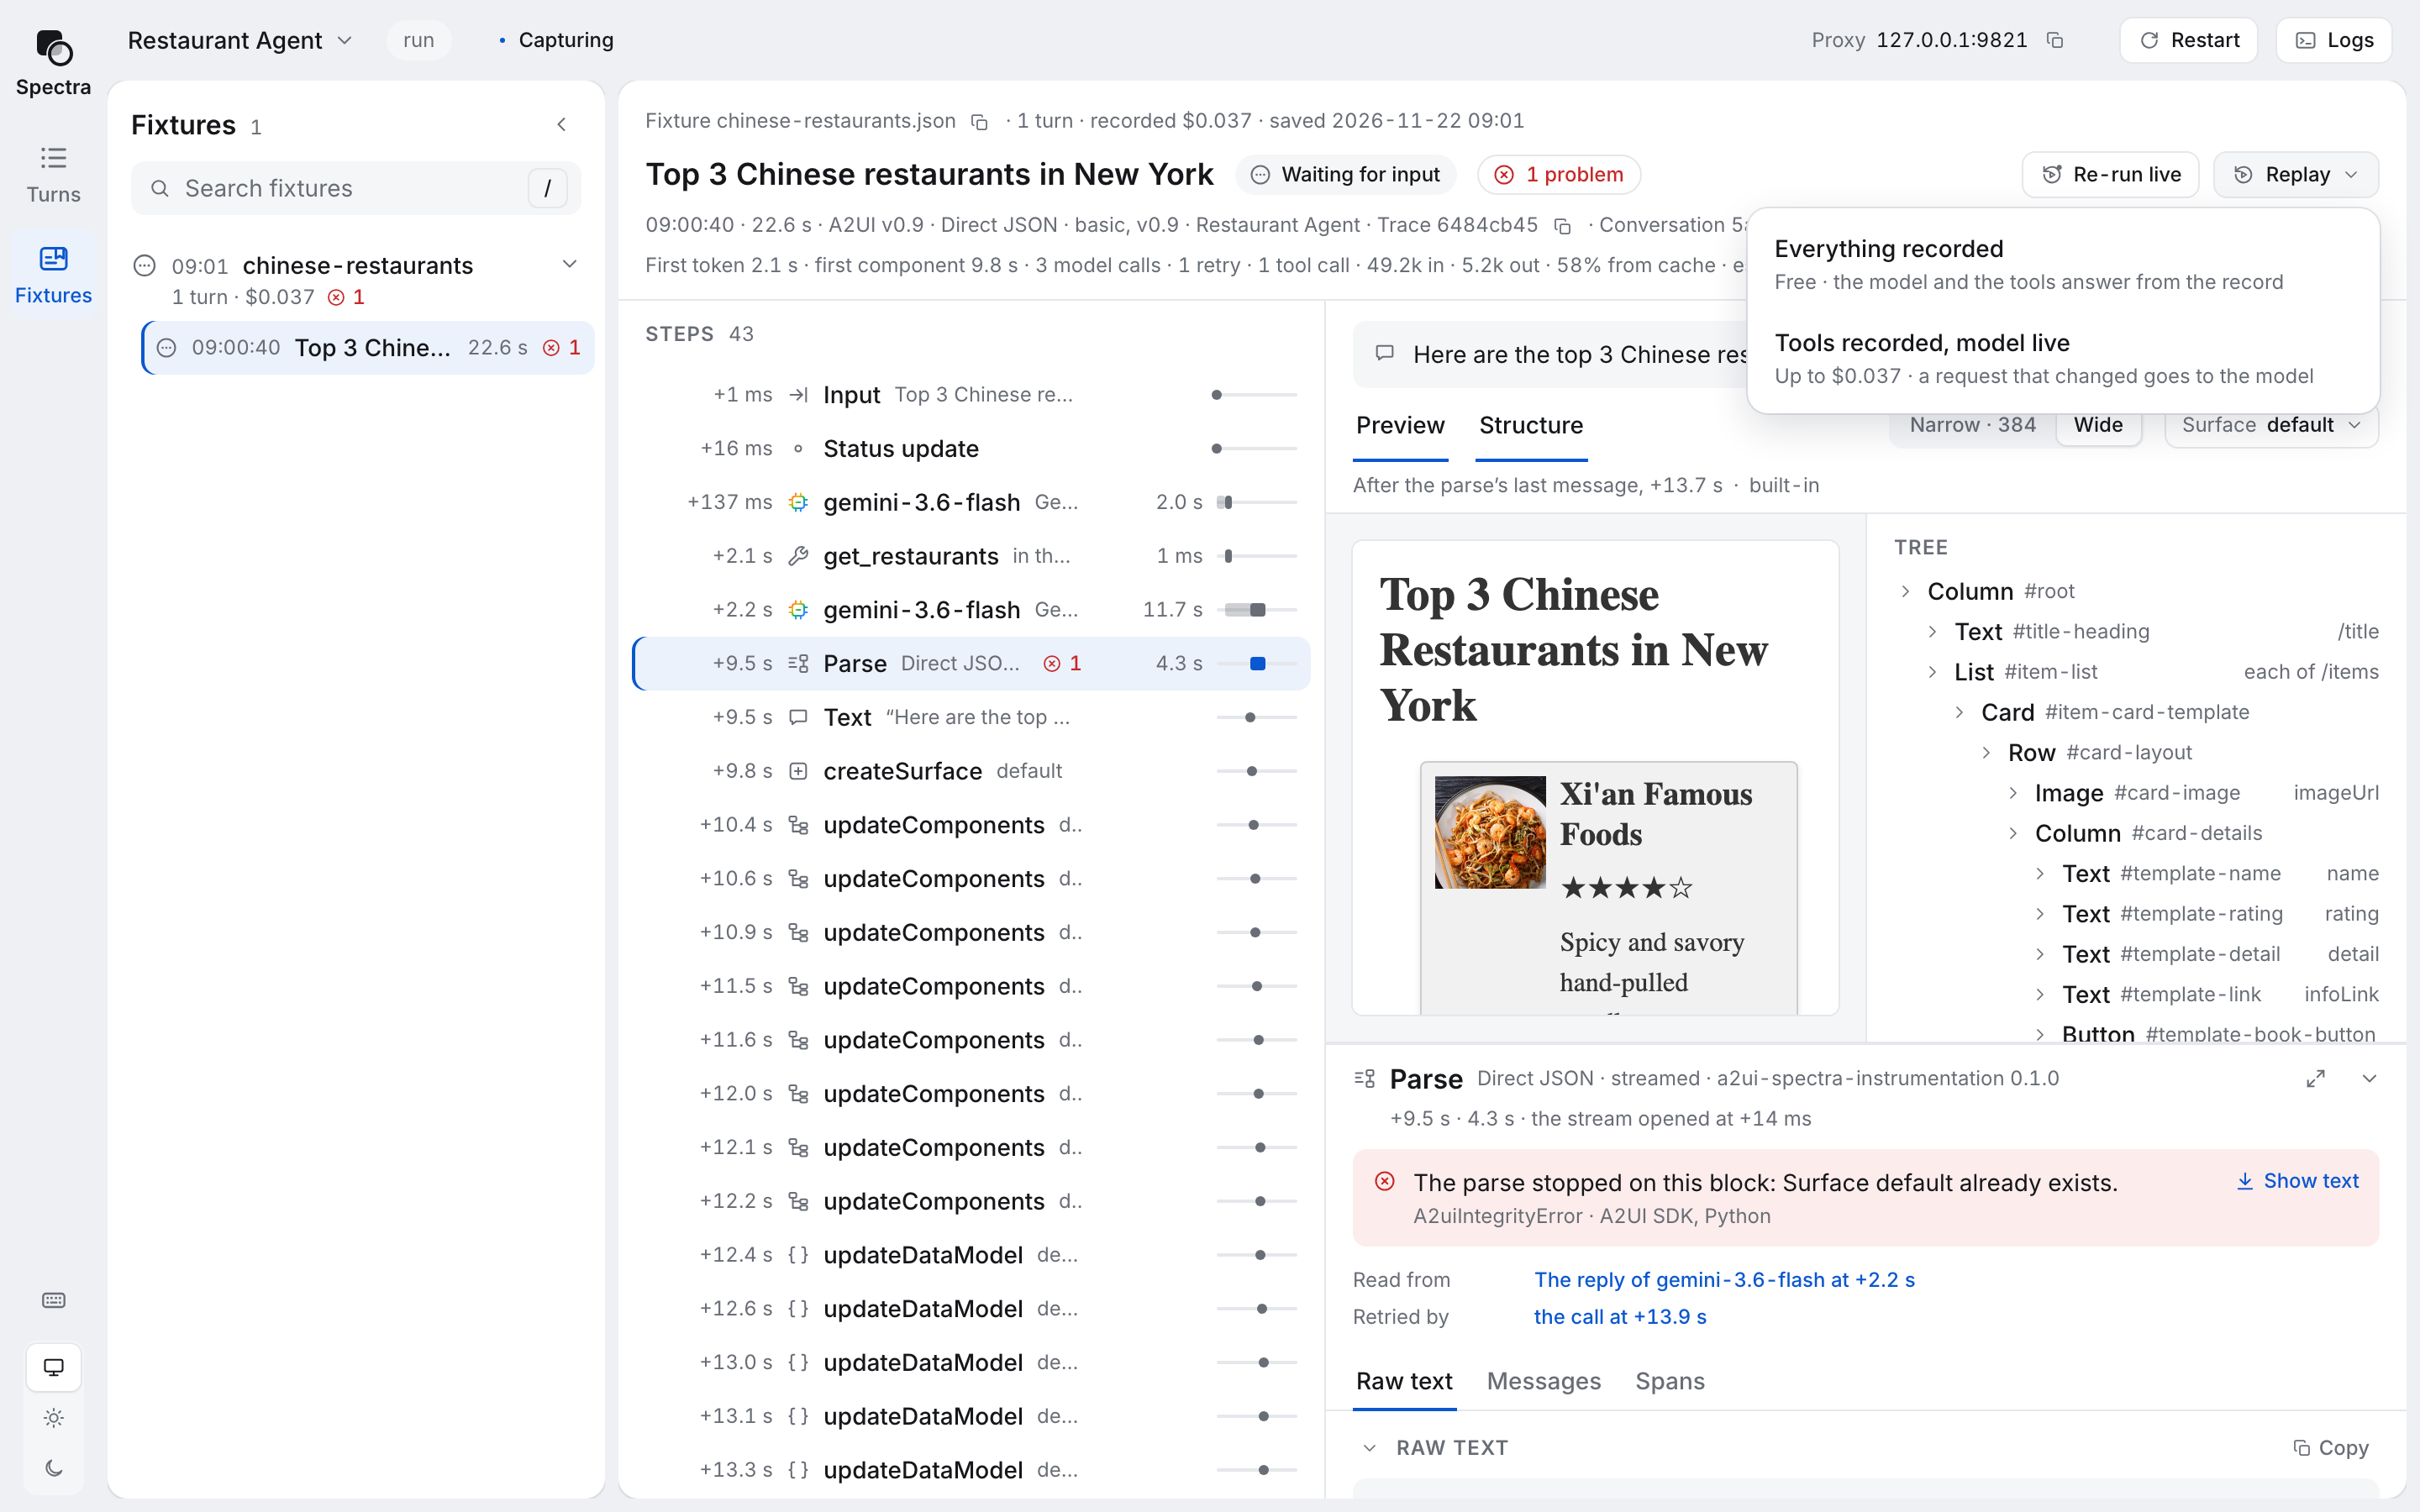 Spectra
Turns
Fixtures
Restaurant Agent
run
Capturing
Proxy 127.0.0.1:9821
Restart
Logs
Fixtures 1
Search fixtures /
09:01 chinese-restaurants
1 turn · $0.037 1
09:00:40 Top 3 Chine... 22.6 s 1
Fixture chinese-restaurants.json · 1 turn · recorded $0.037 · saved 2026-11-22 09:01
Top 3 Chinese restaurants in New York
Waiting for input
1 problem
Re-run live
Replay
09:00:40 · 22.6 s · A2UI v0.9 · Direct JSON · basic, v0.9 · Restaurant Agent · Trace 6484cb45 · Conversation
First token 2.1 s · first component 9.8 s · 3 model calls · 1 retry · 1 tool call · 49.2k in · 5.2k out · 58% from cache ·
Everything recorded
Free · the model and the tools answer from the record
Tools recorded, model live
Up to $0.037 · a request that changed goes to the model
STEPS 43
+1 ms Input Top 3 Chinese re...
+16 ms Status update
+137 ms gemini-3.6-flash Ge... 2.0 s
+2.1 s get_restaurants in th... 1 ms
+2.2 s gemini-3.6-flash Ge... 11.7 s
+9.5 s Parse Direct JSO... 1 4.3 s
+9.5 s Text “Here are the top ...
+9.8 s createSurface default
+10.4 s updateComponents d..
+10.6 s updateComponents d..
+10.9 s updateComponents d..
+11.5 s updateComponents d..
+11.6 s updateComponents d..
+12.0 s updateComponents d..
+12.1 s updateComponents d..
+12.2 s updateComponents d..
+12.4 s {} updateDataModel de...
+12.6 s {} updateDataModel de...
+13.0 s {} updateDataModel de...
+13.1 s {} updateDataModel de...
+13.3 s {} updateDataModel de...
Here are the top 3 Chinese
Preview
Structure
Narrow · 384
Wide
Surface default
After the parse’s last message, +13.7 s · built-in
Top 3 Chinese
Restaurants in New
York
Xi'an Famous
Foods
★★★★☆
Spicy and savory
hand-pulled
TREE
Column #root
Text #title-heading /title
List #item-list each of /items
Card #item-card-template
Row #card-layout
Image #card-image imageUrl
Column #card-details
Text #template-name name
Text #template-rating rating
Text #template-detail detail
Text #template-link infoLink
Button #template-book-button
Parse Direct JSON · streamed · a2ui-spectra-instrumentation 0.1.0
+9.5 s · 4.3 s · the stream opened at +14 ms
The parse stopped on this block: Surface default already exists.
Show text
A2uiIntegrityError · A2UI SDK, Python
Read from The reply of gemini-3.6-flash at +2.2 s
Retried by the call at +13.9 s
Raw text
Messages
Spans
RAW TEXT
Copy